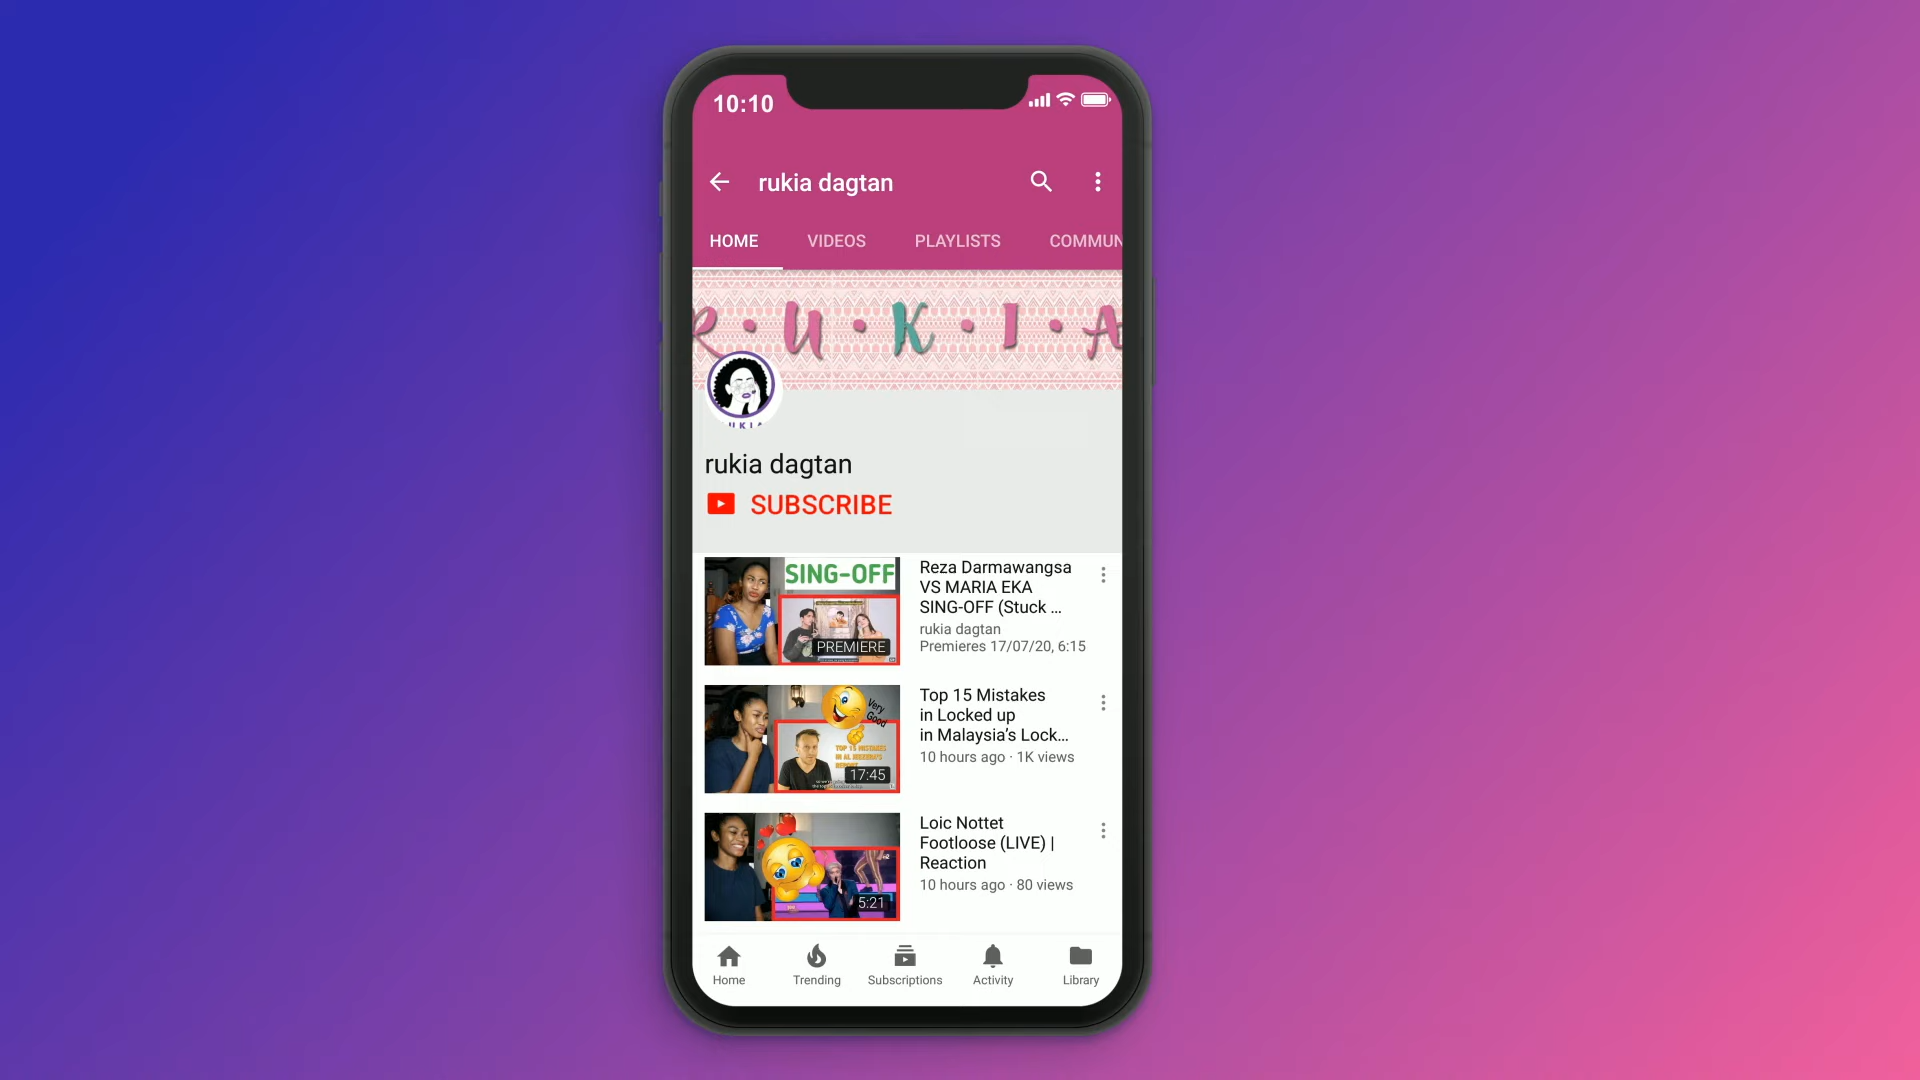 10:10
rukia dagtan
HOME VIDEOS PLAYLISTS COMMUN
R·U·K·I·A
rukia dagtan
SUBSCRIBE
SING-OFF
PREMIERE
Reza Darmawangsa
VS MARIA EKA
SING-OFF (Stuck ...
rukia dagtan
Premieres 17/07/20, 6:15
Very
Good
TOP 15 MISTAKES
17:45
Top 15 Mistakes
in Locked up
in Malaysia’s Lock...
10 hours ago · 1K views
5:21
Loic Nottet
Footloose (LIVE) |
Reaction
10 hours ago · 80 views
Home Trending Subscriptions Activity Library